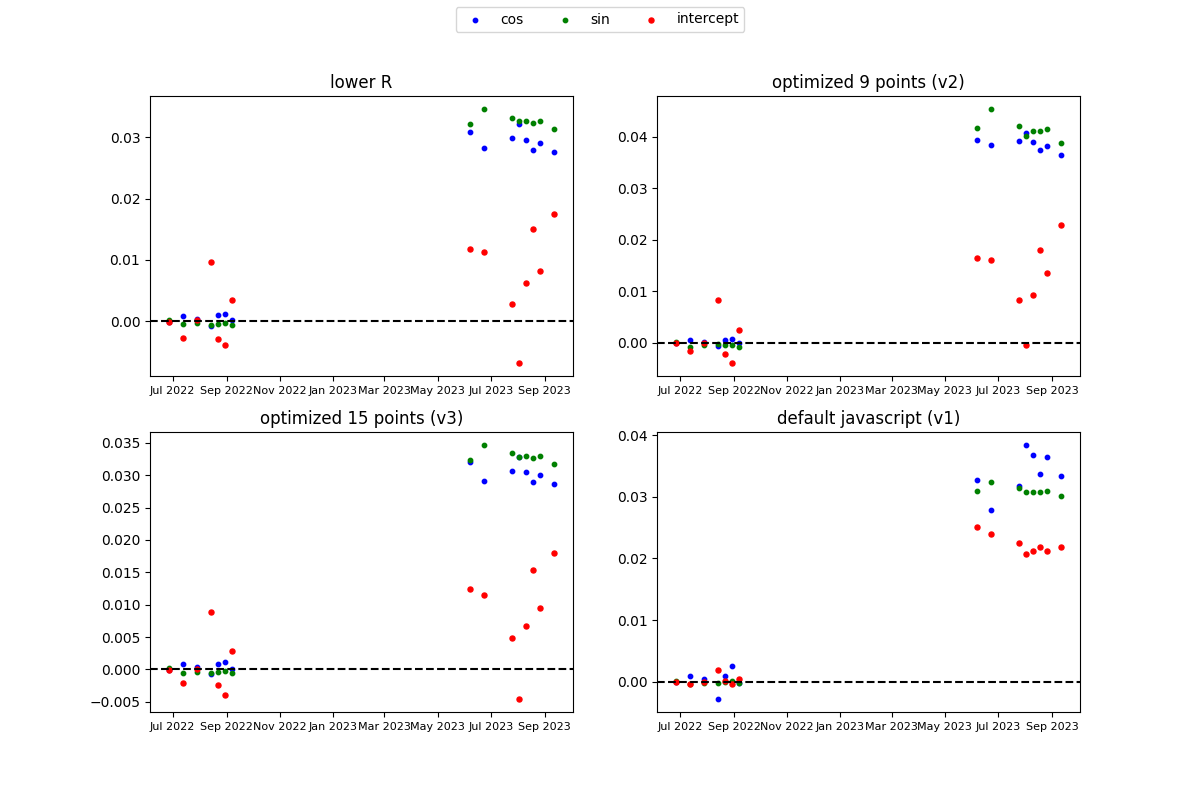 cos sin intercept
lower R
0.03
0.02
0.01
0.00
Jul 2022 Sep 2022 Nov 2022 Jan 2023 Mar 2023 May 2023 Jul 2023 Sep 2023
optimized 9 points (v2)
0.04
0.03
0.02
0.01
0.00
Jul 2022 Sep 2022 Nov 2022 Jan 2023 Mar 2023 May 2023 Jul 2023 Sep 2023
optimized 15 points (v3)
0.035
0.030
0.025
0.020
0.015
0.010
0.005
0.000
−0.005
Jul 2022 Sep 2022 Nov 2022 Jan 2023 Mar 2023 May 2023 Jul 2023 Sep 2023
default javascript (v1)
0.04
0.03
0.02
0.01
0.00
Jul 2022 Sep 2022 Nov 2022 Jan 2023 Mar 2023 May 2023 Jul 2023 Sep 2023